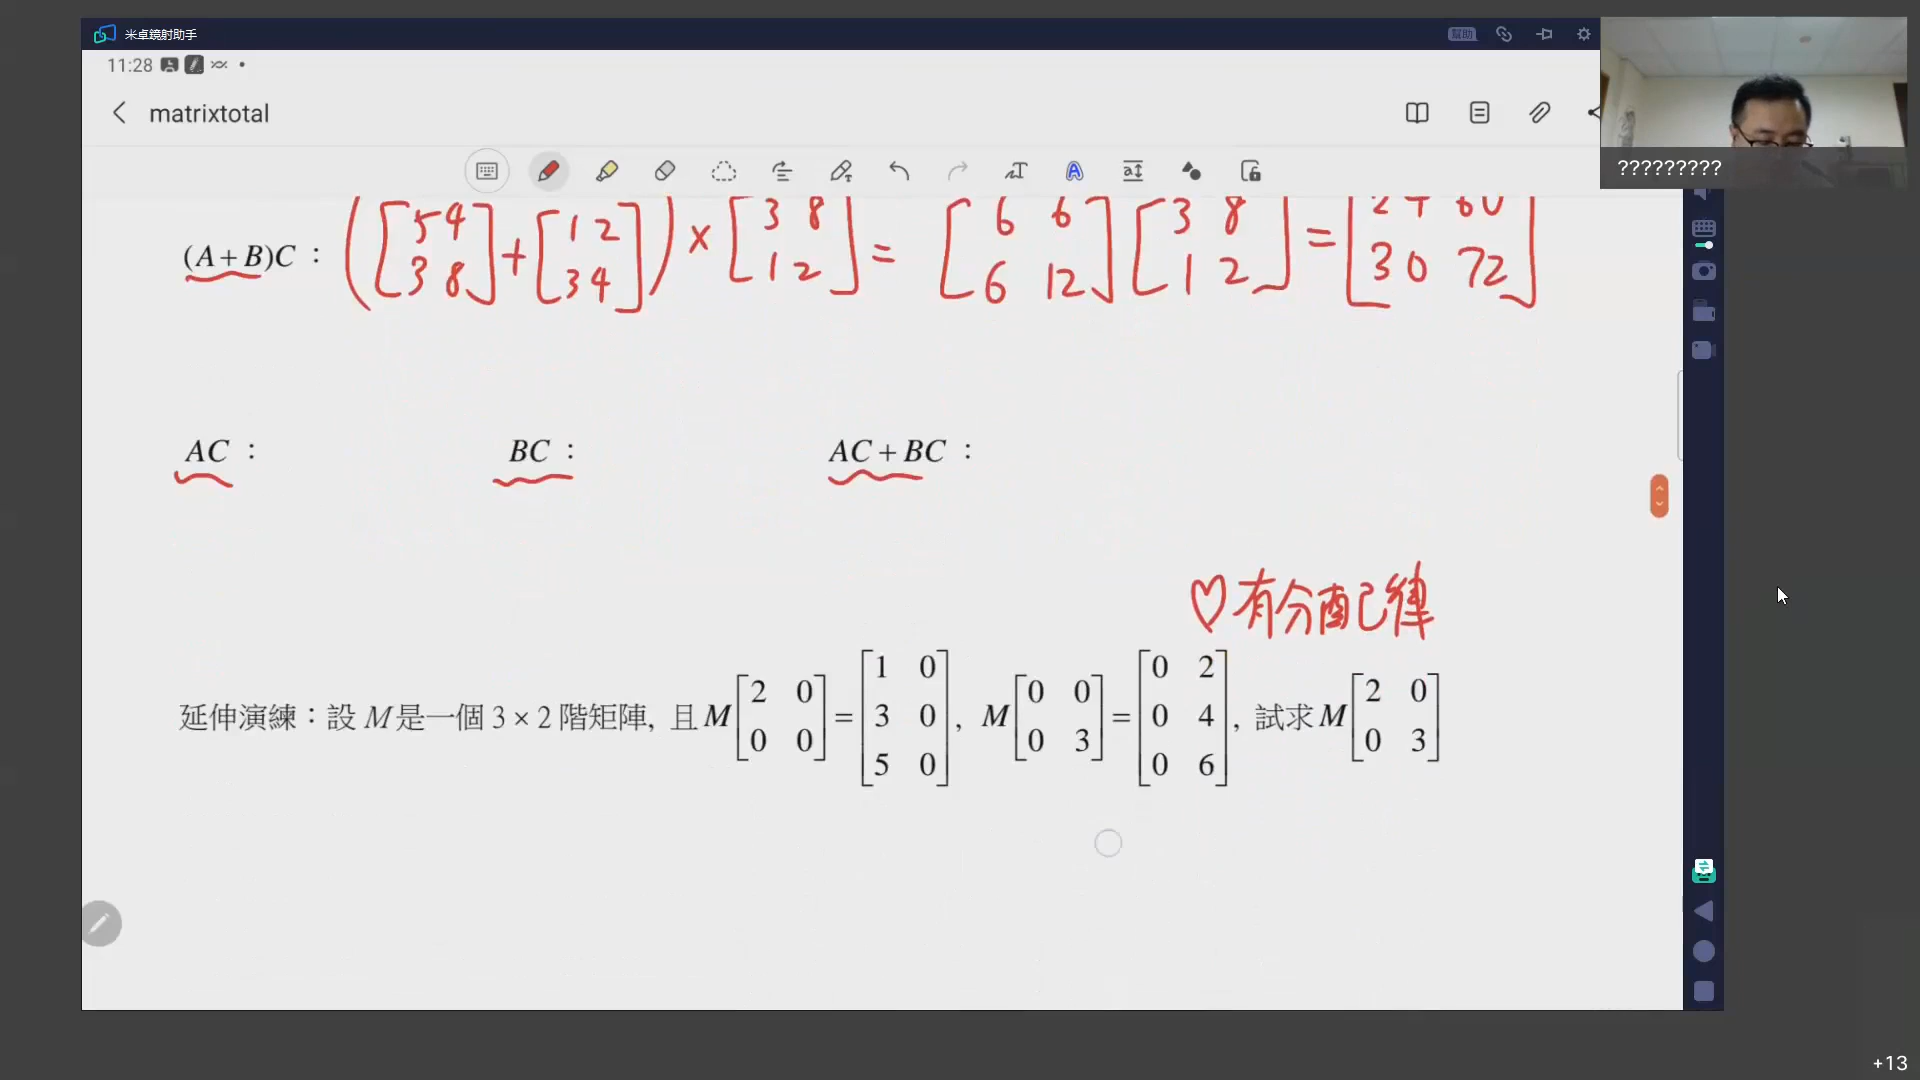 米卓鏡射助手
幫助
11:28
matrixtotal
?????????
(A+B)C : ([5 4; 3 8] + [1 2; 3 4]) × [3 8; 1 2] = [6 6; 6 12] [3 8; 1 2] = [24 60; 30 72]
AC : BC : AC + BC :
♡有分配律
延伸演練：設 M 是一個 3 × 2 階矩陣, 且 M [2 0; 0 0] = [1 0; 3 0; 5 0], M [0 0; 0 3] = [0 2; 0 4; 0 6], 試求 M [2 0; 0 3]
+13